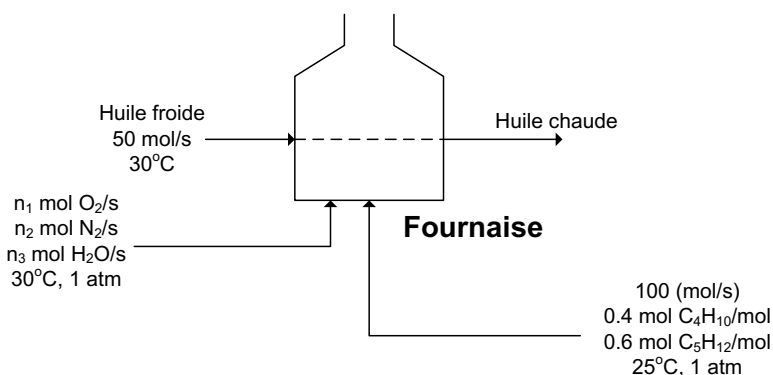 Huile froide
50 mol/s
30°C
Huile chaude
n₁ mol O₂/s
n₂ mol N₂/s
n₃ mol H₂O/s
30°C, 1 atm
Fournaise
100 (mol/s)
0.4 mol C₄H₁₀/mol
0.6 mol C₅H₁₂/mol
25°C, 1 atm